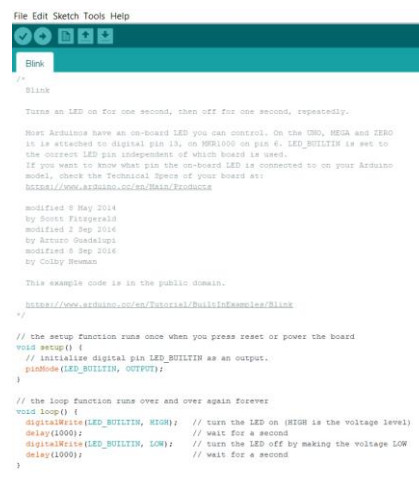 File Edit Sketch Tools Help
Blink
/*
Blink
Turns an LED on for one second, then off for one second, repeatedly.
Most Arduinos have an on-board LED you can control. On the UNO, MEGA and ZERO
it is attached to digital pin 13, on MKR1000 on pin 6. LED_BUILTIN is set to
the correct LED pin independent of which board is used.
If you want to know what pin the on-board LED is connected to on your Arduino
model, check the Technical Specs of your board at:
https://www.arduino.cc/en/Main/Products
modified 8 May 2014
by Scott Fitzgerald
modified 2 Sep 2016
by Arturo Guadalupi
modified 8 Sep 2016
by Colby Newman
This example code is in the public domain.
https://www.arduino.cc/en/Tutorial/BuiltInExamples/Blink
*/
// the setup function runs once when you press reset or power the board
void setup() {
// initialize digital pin LED_BUILTIN as an output.
pinMode(LED_BUILTIN, OUTPUT);
}
// the loop function runs over and over again forever
void loop() {
digitalWrite(LED_BUILTIN, HIGH); // turn the LED on (HIGH is the voltage level)
delay(1000); // wait for a second
digitalWrite(LED_BUILTIN, LOW); // turn the LED off by making the voltage LOW
delay(1000); // wait for a second
}